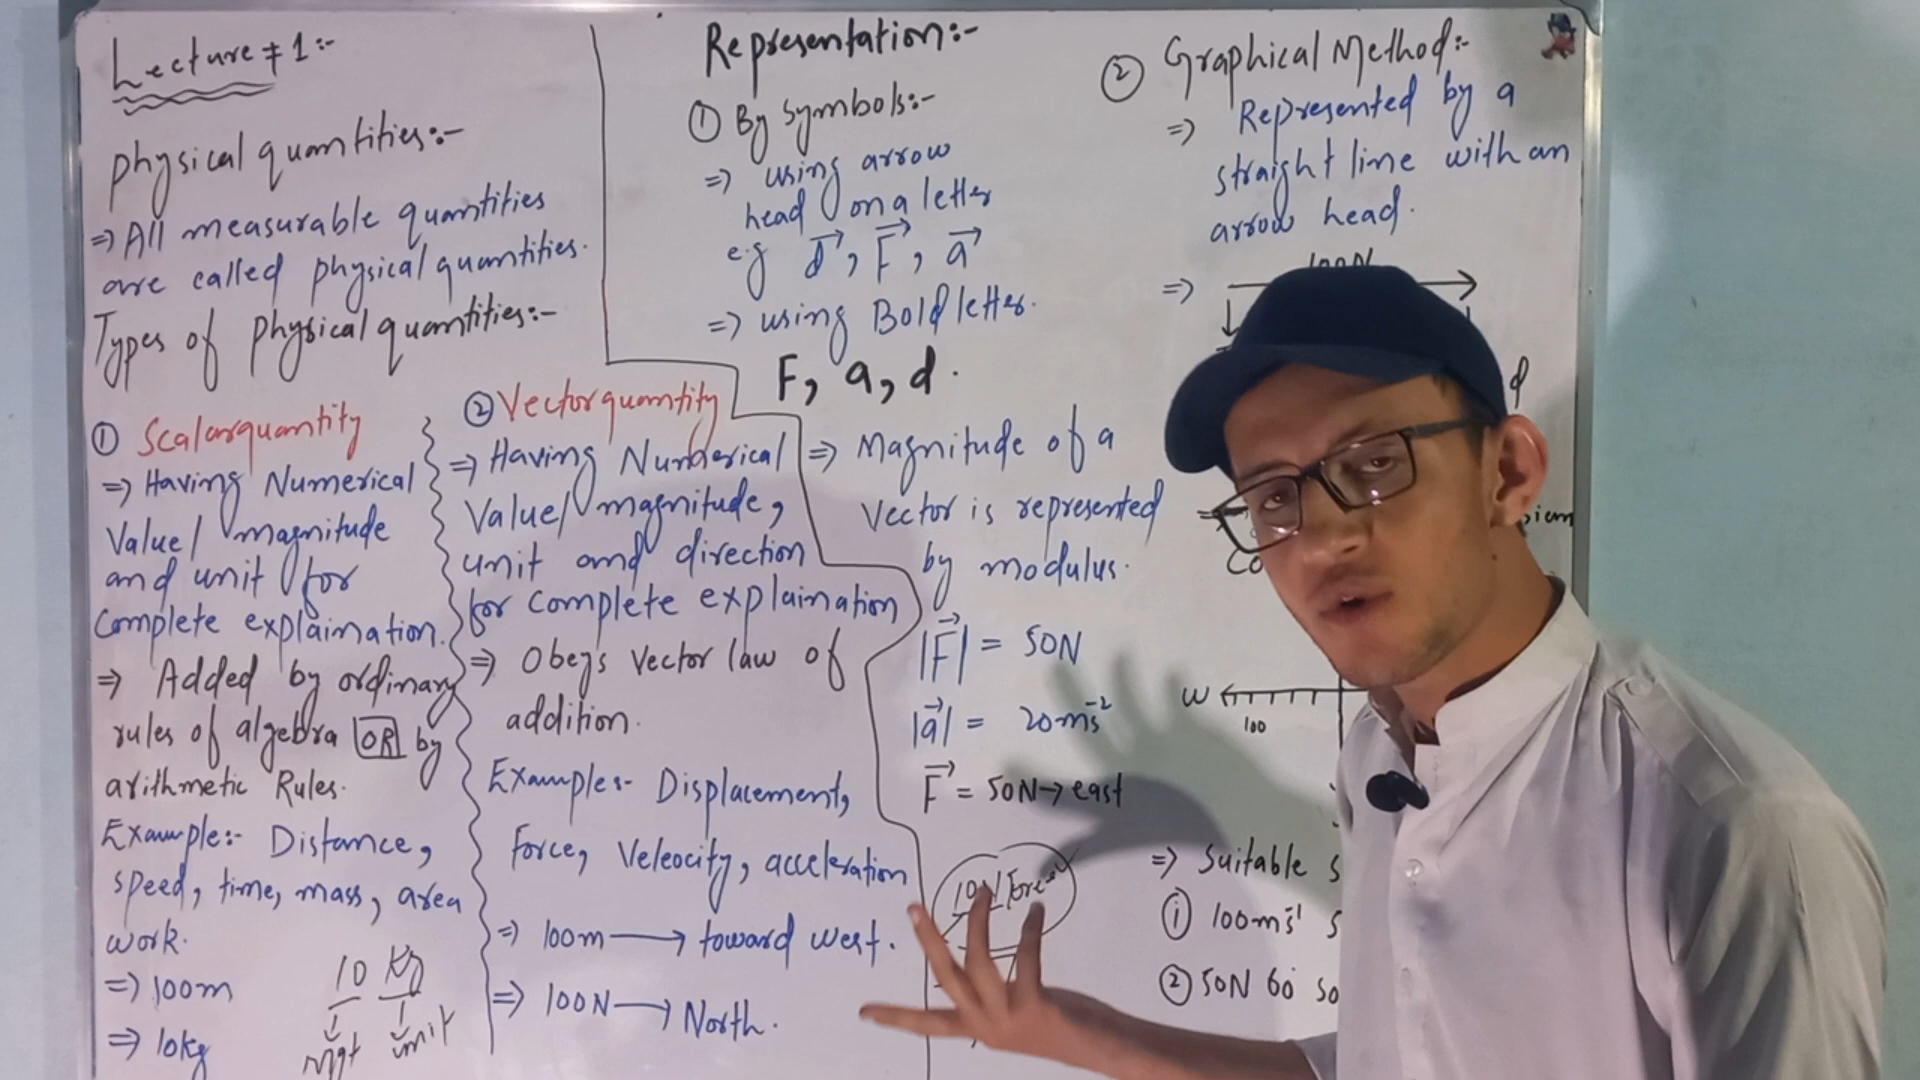 Lecture # 1:-
Physical quantities:-
=> All measurable quantities
are called physical quantities.
Types of Physical quantities:-
① Scalar quantity
=> Having Numerical
Value/ magnitude
and unit for
Complete explaination.
=> Added by ordinary
rules of algebra OR by
arithmetic Rules.
Example:- Distance,
speed, time, mass, area
work.
=> 100m
=> 10kg
10 kg
mgt unit
② Vector quantity
=> Having Numerical
Value/ magnitude,
unit and direction
for complete explaination
=> Obeys Vector law of
addition.
Examples- Displacement,
force, Veleocity, acceleration
=> 100m → toward west.
=> 100N → North.
Representation:-
① By Symbols:-
=> using arrow
head on a letter
e.g d⃗, F⃗, a⃗
=> using Bold letter.
F, a, d.
=> Magnitude of a
Vector is represented
by modulus.
|F⃗| = 50N
|a⃗| = 20ms⁻²
F⃗ = 50N → east
10N
② Graphical Method:-
=> Represented by a
straight line with an
arrow head.
=>
100N
W
100
=> Suitable
① 100ms⁻¹
② 50N 60°